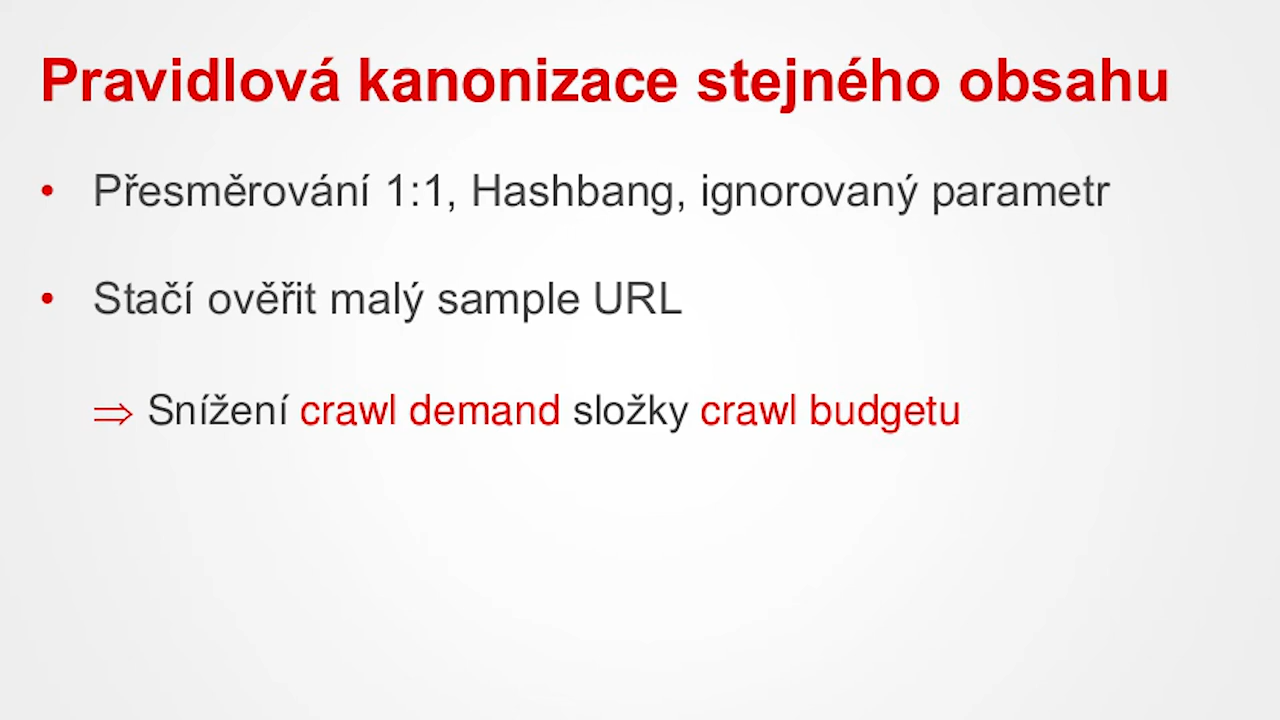 Pravidlová kanonizace stejného obsahu
• Přesměrování 1:1, Hashbang, ignorovaný parametr
• Stačí ověřit malý sample URL
⇒ Snížení crawl demand složky crawl budgetu